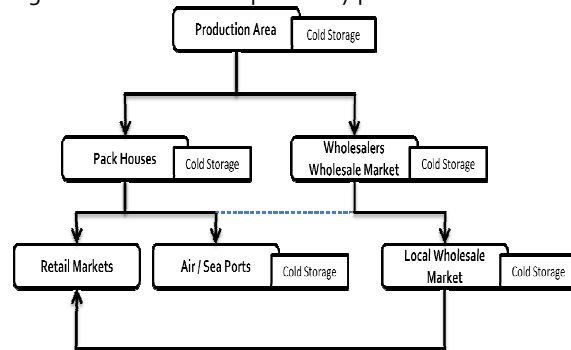 Production Area
Cold Storage
Pack Houses
Cold Storage
Wholesalers
Wholesale Market
Cold Storage
Retail Markets
Air / Sea Ports
Cold Storage
Local Wholesale
Market
Cold Storage